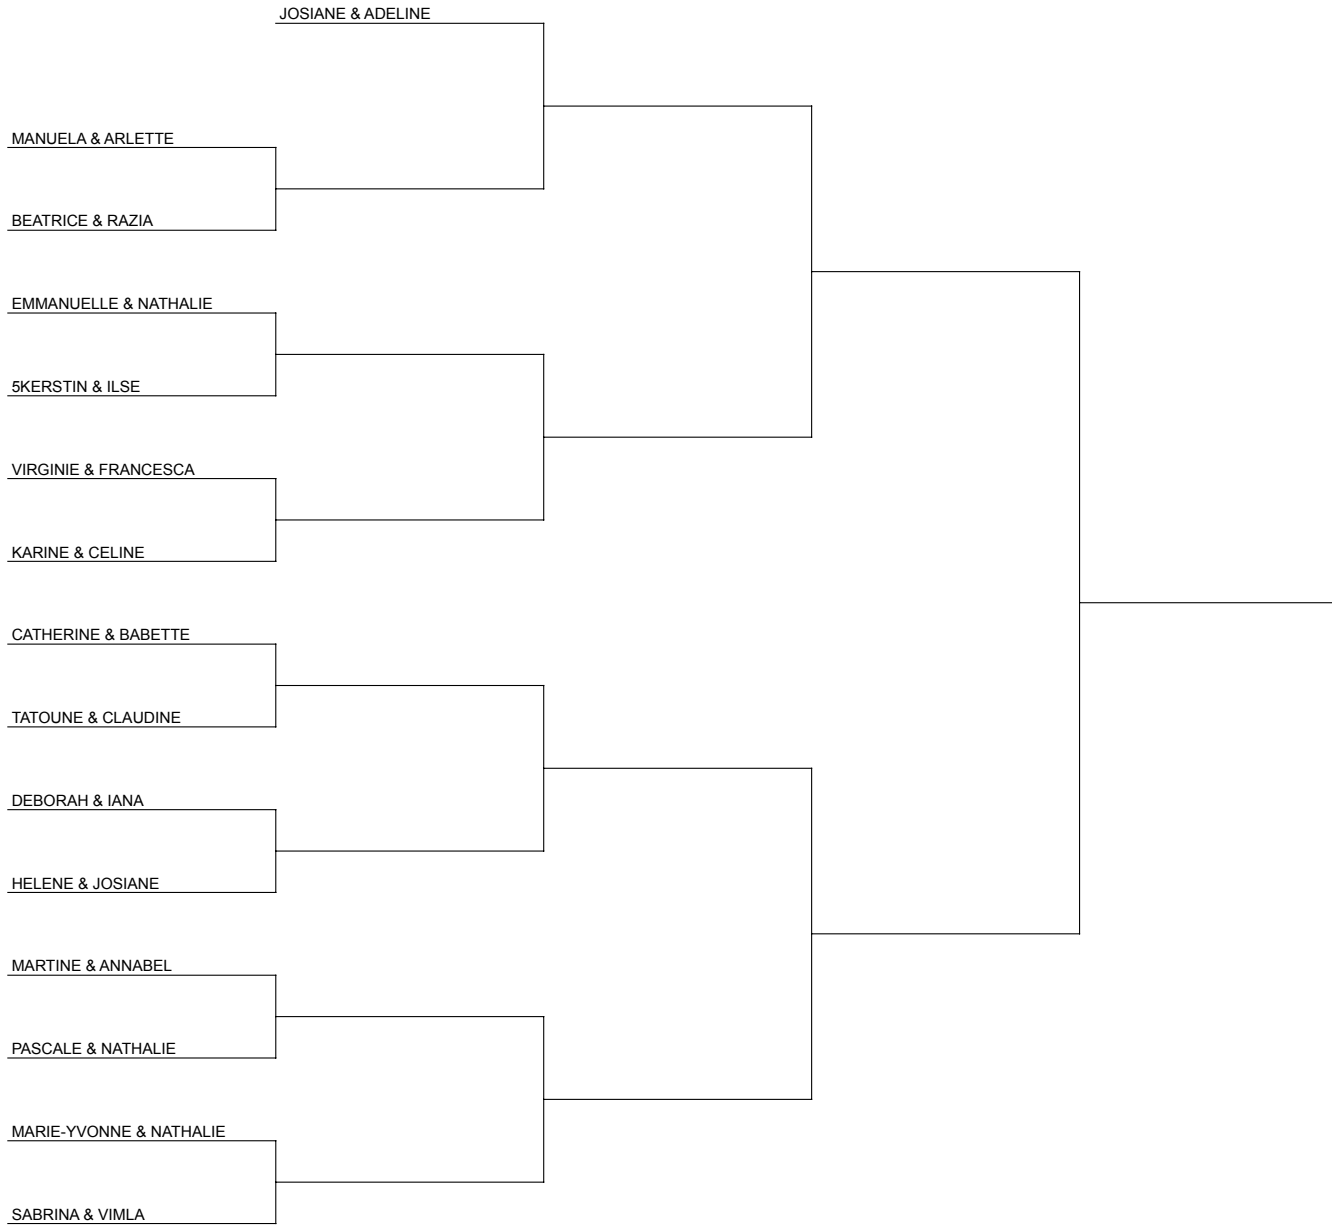 JOSIANE & ADELINE
MANUELA & ARLETTE
BEATRICE & RAZIA
EMMANUELLE & NATHALIE
5KERSTIN & ILSE
VIRGINIE & FRANCESCA
KARINE & CELINE
CATHERINE & BABETTE
TATOUNE & CLAUDINE
DEBORAH & IANA
HELENE & JOSIANE
MARTINE & ANNABEL
PASCALE & NATHALIE
MARIE-YVONNE & NATHALIE
SABRINA & VIMLA